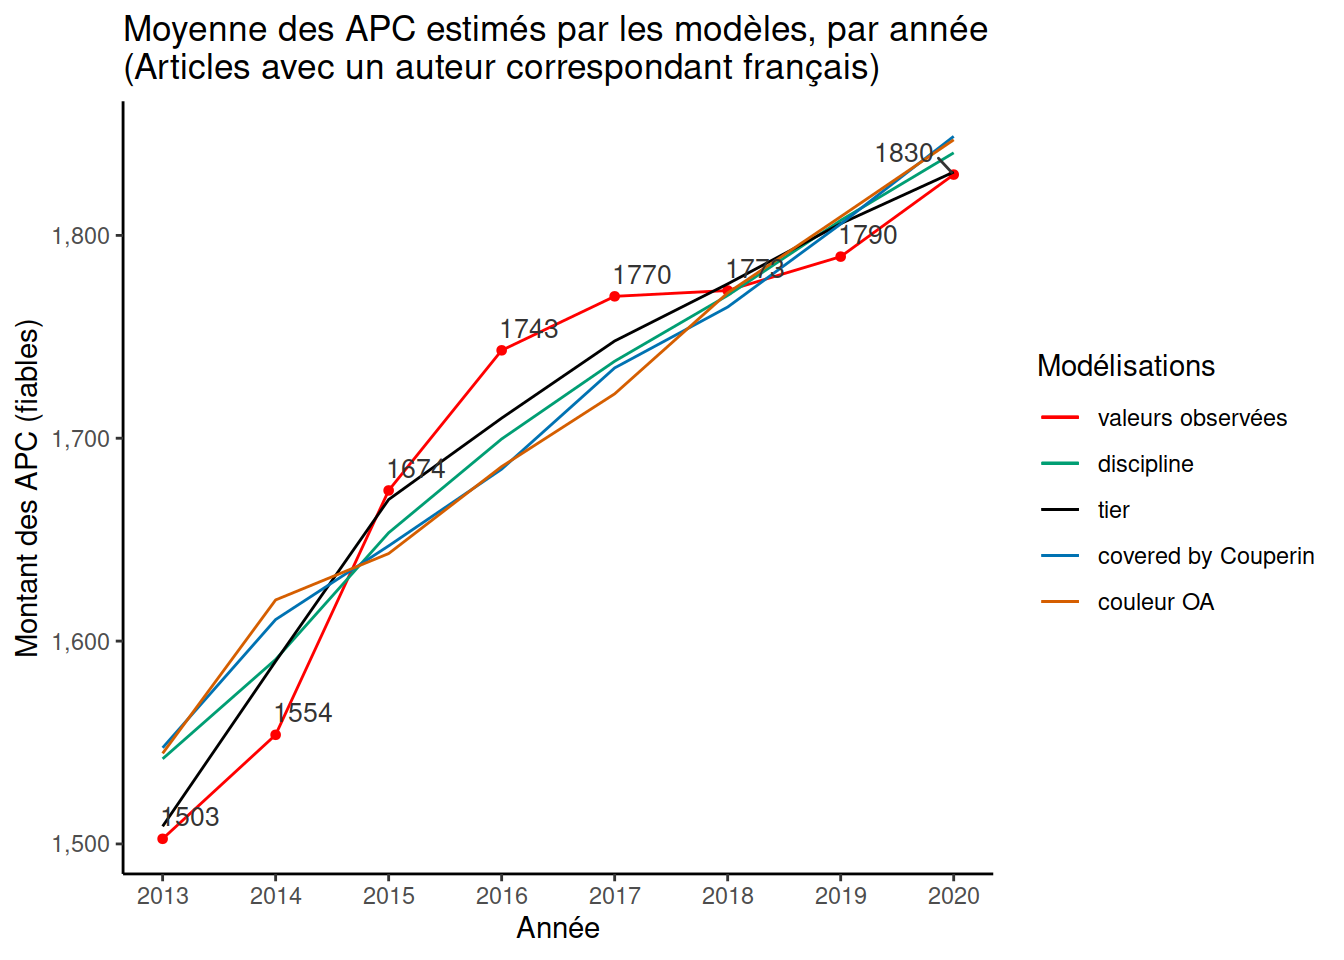 Moyenne des APC estimés par les modèles, par année
(Articles avec un auteur correspondant français)
Montant des APC (fiables)
1,800
1,700
1,600
1,500
1503
1554
1674
1743
1770
1773
1790
1830
2013 2014 2015 2016 2017 2018 2019 2020
Année
Modélisations
valeurs observées
discipline
tier
covered by Couperin
couleur OA